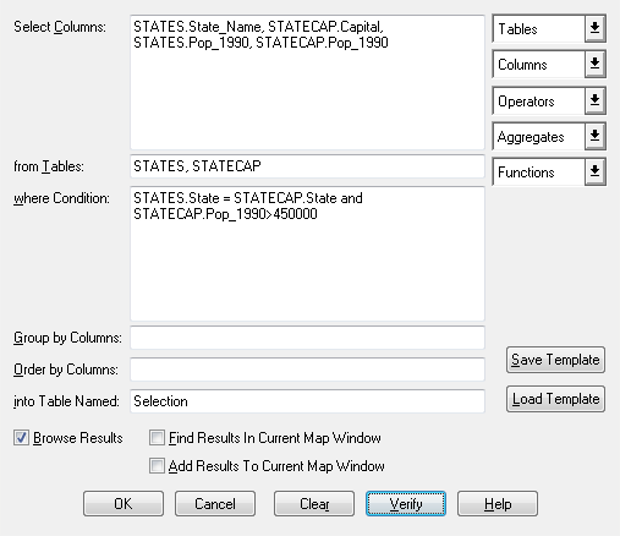 Select Columns:
STATES.State_Name, STATECAP.Capital,
STATES.Pop_1990, STATECAP.Pop_1990
Tables
Columns
Operators
Aggregates
Functions
from Tables:
STATES, STATECAP
where Condition:
STATES.State = STATECAP.State and
STATECAP.Pop_1990>450000
Group by Columns:
Order by Columns:
into Table Named:
Selection
Save Template
Load Template
Browse Results
Find Results In Current Map Window
Add Results To Current Map Window
OK
Cancel
Clear
Verify
Help